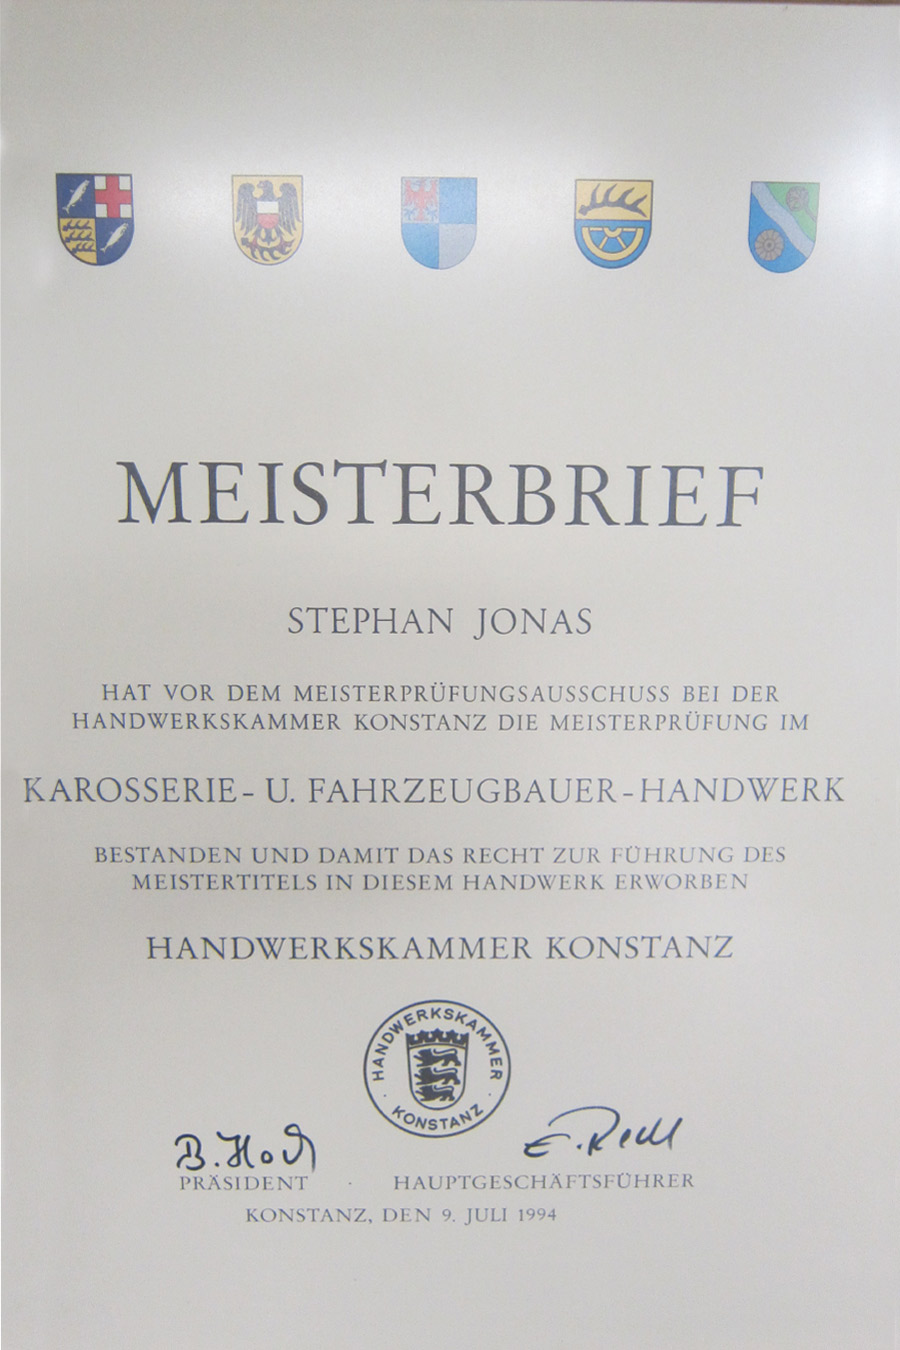 MEISTERBRIEF
STEPHAN JONAS
HAT VOR DEM MEISTERPRÜFUNGSAUSSCHUSS BEI DER
HANDWERKSKAMMER KONSTANZ DIE MEISTERPRÜFUNG IM
KAROSSERIE- U. FAHRZEUGBAUER-HANDWERK
BESTANDEN UND DAMIT DAS RECHT ZUR FÜHRUNG DES
MEISTERTITELS IN DIESEM HANDWERK ERWORBEN
HANDWERKSKAMMER KONSTANZ
HANDWERKSKAMMER
· KONSTANZ ·
B. E.
PRÄSIDENT · HAUPTGESCHÄFTSFÜHRER
KONSTANZ, DEN 9. JULI 1994